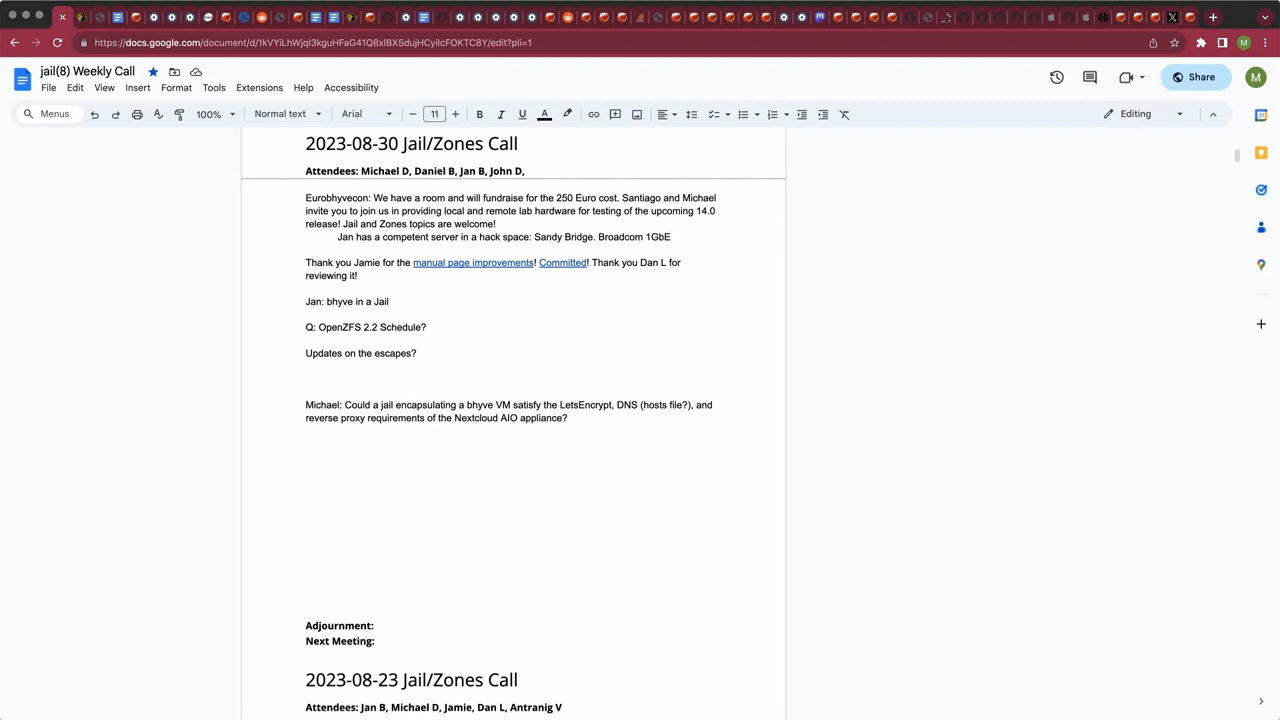 https://docs.google.com/document/d/1kVYiLhWjql3kguHFaG41Q8xlBX5dujHCyilcFOKTC8Y/edit?pli=1
jail(8) Weekly Call
File Edit View Insert Format Tools Extensions Help Accessibility
Share
M
M
Menus 100% Normal text Arial 11 B I U A Editing
2023-08-30 Jail/Zones Call
Attendees: Michael D, Daniel B, Jan B, John D,
Eurobhyvecon: We have a room and will fundraise for the 250 Euro cost. Santiago and Michael
invite you to join us in providing local and remote lab hardware for testing of the upcoming 14.0
release! Jail and Zones topics are welcome!
Jan has a competent server in a hack space: Sandy Bridge. Broadcom 1GbE
Thank you Jamie for the manual page improvements! Committed! Thank you Dan L for
reviewing it!
Jan: bhyve in a Jail
Q: OpenZFS 2.2 Schedule?
Updates on the escapes?
Michael: Could a jail encapsulating a bhyve VM satisfy the LetsEncrypt, DNS (hosts file?), and
reverse proxy requirements of the Nextcloud AIO appliance?
Adjournment:
Next Meeting:
2023-08-23 Jail/Zones Call
Attendees: Jan B, Michael D, Jamie, Dan L, Antranig V